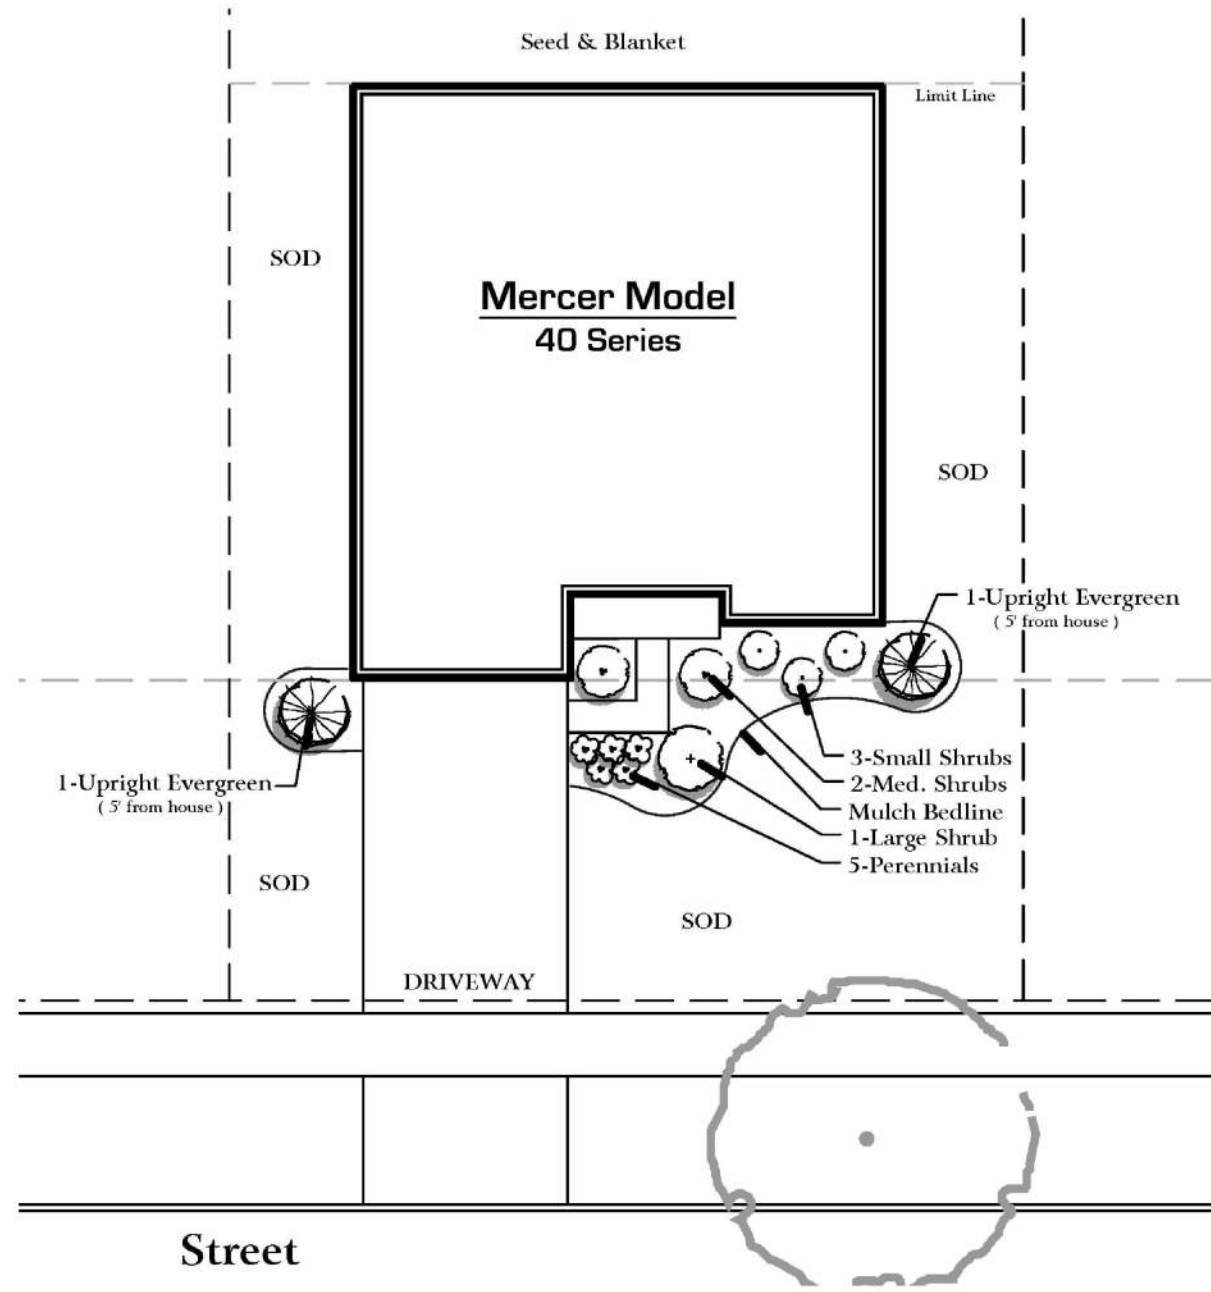 Seed & Blanket
Limit Line
SOD
Mercer Model
40 Series
SOD
1-Upright Evergreen
( 5' from house )
3-Small Shrubs
1-Upright Evergreen
( 5' from house )
2-Med. Shrubs
Mulch Bedline
1-Large Shrub
5-Perennials
SOD
SOD
DRIVEWAY
Street